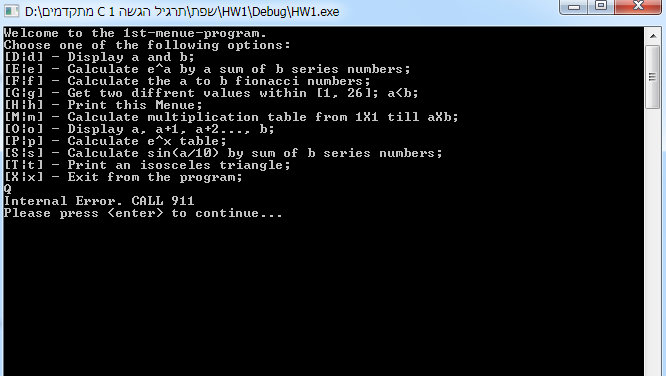 D:\שפת\תרגיל הגשה 1 C מתקדמים\HW1\Debug\HW1.exe
Welcome to the 1st-menue-program.
Choose one of the following options:
[D|d] - Display a and b;
[E|e] - Calculate e^a by a sum of b series numbers;
[F|f] - Calculate the a to b fionacci numbers;
[G|g] - Get two diffrent values within [1, 26]; a<b;
[H|h] - Print this Menue;
[M|m] - Calculate multiplication table from 1X1 till aXb;
[O|o] - Display a, a+1, a+2..., b;
[P|p] - Calculate e^x table;
[S|s] - Calculate sin(a/10) by sum of b series numbers;
[T|t] - Print an isosceles triangle;
[X|x] - Exit from the program;
Q
Internal Error. CALL 911
Please press <enter> to continue...